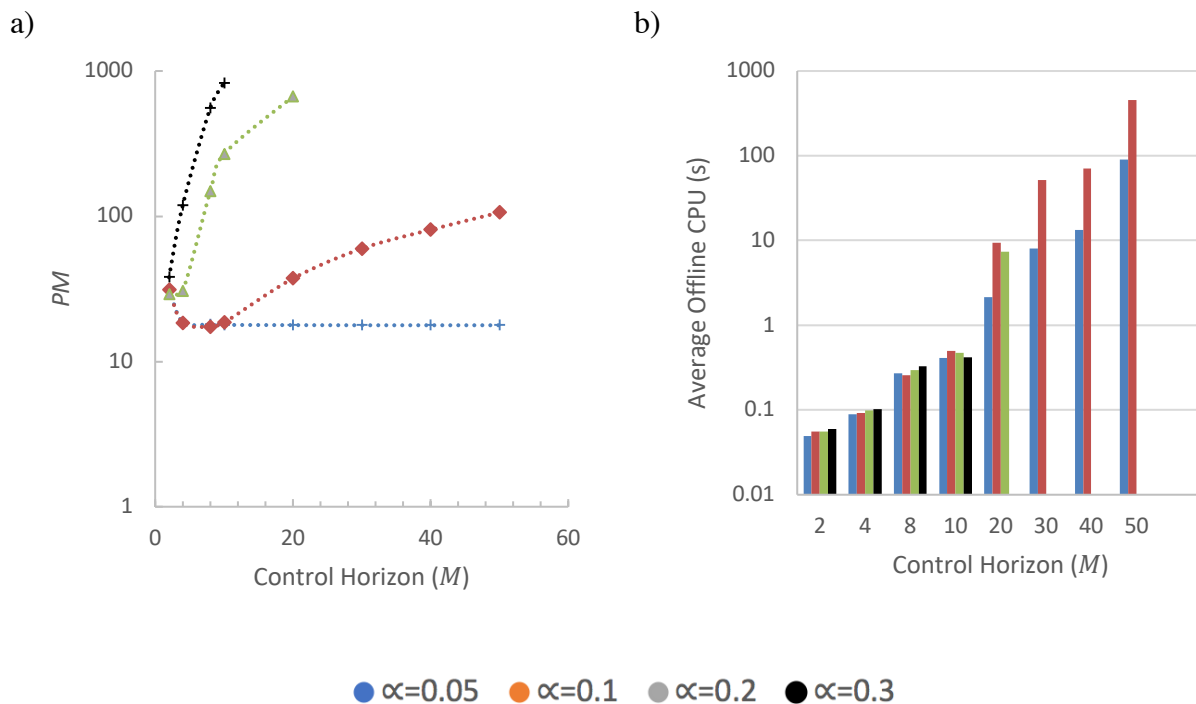 a)
1000
100
10
1
PM
0
20
40
60
Control Horizon (M)
b)
1000
100
10
1
0.1
0.01
Average Offline CPU (s)
2 4 8 10 20 30 40 50
Control Horizon (M)
∝=0.05 ∝=0.1 ∝=0.2 ∝=0.3